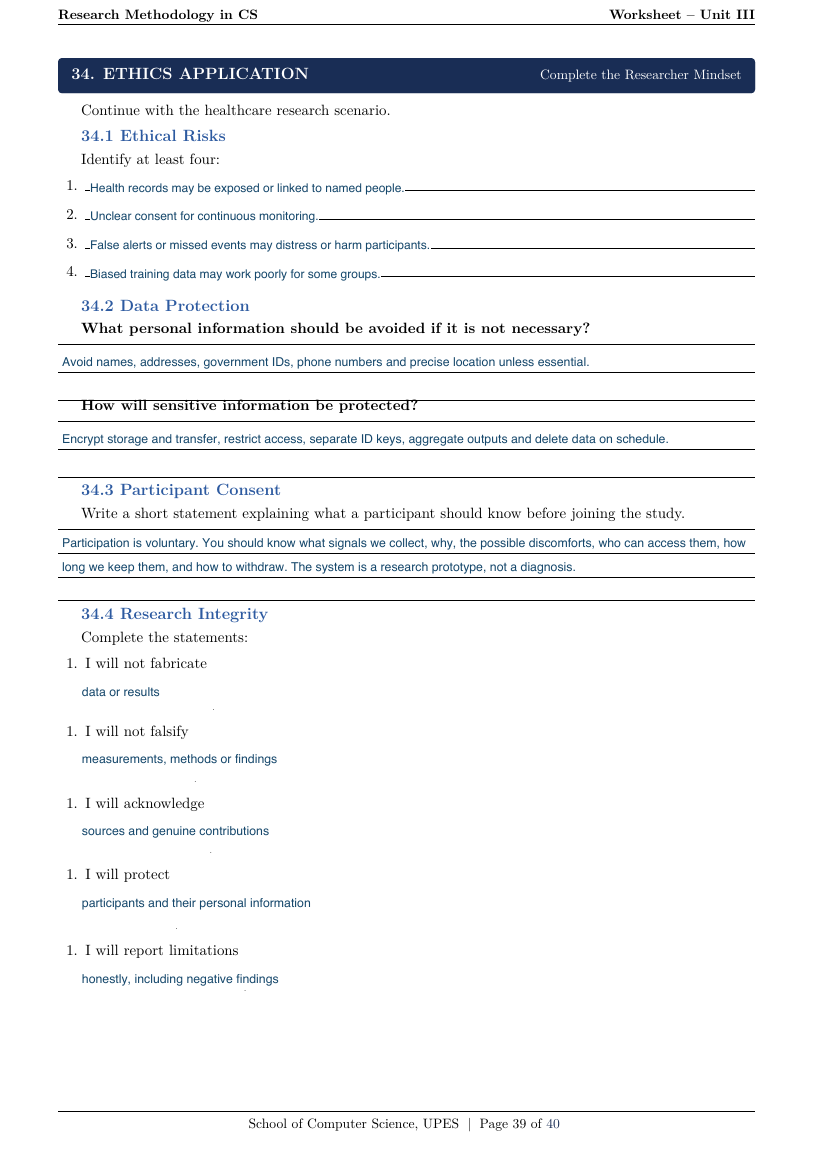 Research Methodology in CS Worksheet – Unit III
34. ETHICS APPLICATION Complete the Researcher Mindset
Continue with the healthcare research scenario.
34.1 Ethical Risks
Identify at least four:
1. Health records may be exposed or linked to named people.
2. Unclear consent for continuous monitoring.
3. False alerts or missed events may distress or harm participants.
4. Biased training data may work poorly for some groups.
34.2 Data Protection
What personal information should be avoided if it is not necessary?
Avoid names, addresses, government IDs, phone numbers and precise location unless essential.
How will sensitive information be protected?
Encrypt storage and transfer, restrict access, separate ID keys, aggregate outputs and delete data on schedule.
34.3 Participant Consent
Write a short statement explaining what a participant should know before joining the study.
Participation is voluntary. You should know what signals we collect, why, the possible discomforts, who can access them, how
long we keep them, and how to withdraw. The system is a research prototype, not a diagnosis.
34.4 Research Integrity
Complete the statements:
1. I will not fabricate
data or results
.
1. I will not falsify
measurements, methods or findings
.
1. I will acknowledge
sources and genuine contributions
.
1. I will protect
participants and their personal information
.
1. I will report limitations
honestly, including negative findings
.
School of Computer Science, UPES | Page 39 of 40